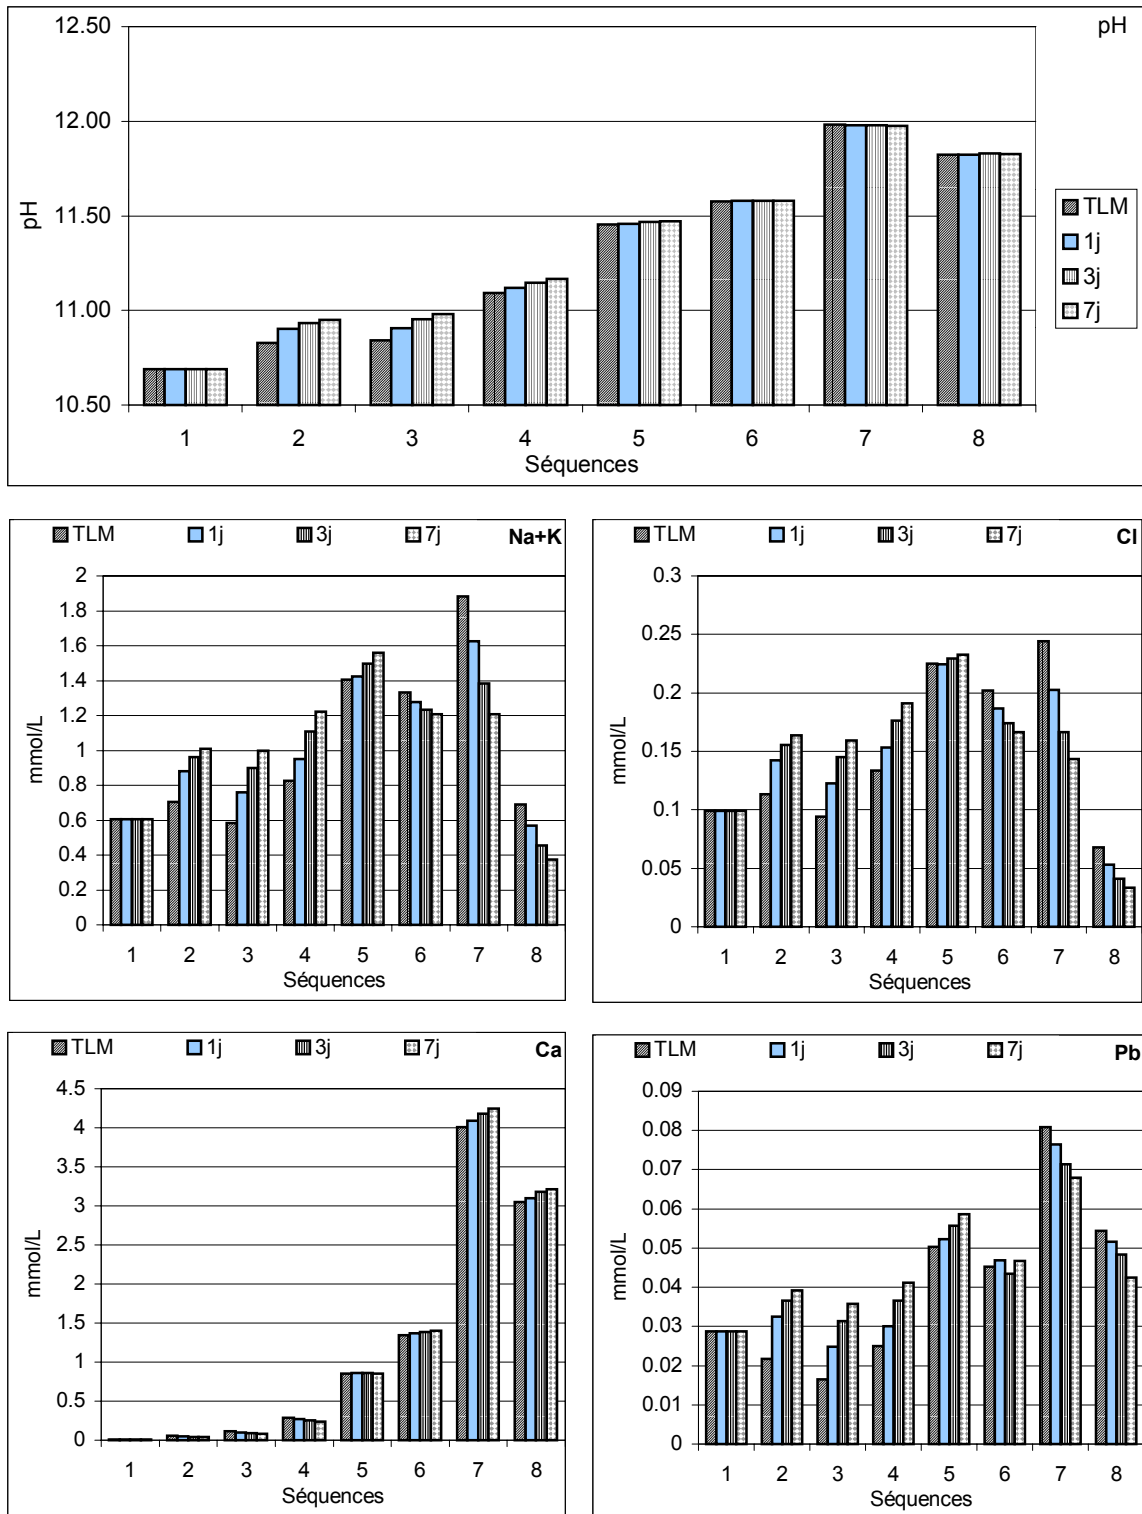 pH
12.50
12.00
11.50
11.00
10.50
pH
1 2 3 4 5 6 7 8
Séquences
TLM
1j
3j
7j
TLM 1j 3j 7j Na+K
2
1.8
1.6
1.4
1.2
1
0.8
0.6
0.4
0.2
0
mmol/L
1 2 3 4 5 6 7 8
Séquences
TLM 1j 3j 7j Cl
0.3
0.25
0.2
0.15
0.1
0.05
0
mmol/L
1 2 3 4 5 6 7 8
Séquences
TLM 1j 3j 7j Ca
4.5
4
3.5
3
2.5
2
1.5
1
0.5
0
mmol/L
1 2 3 4 5 6 7 8
Séquences
TLM 1j 3j 7j Pb
0.09
0.08
0.07
0.06
0.05
0.04
0.03
0.02
0.01
0
mmol/L
1 2 3 4 5 6 7 8
Séquences